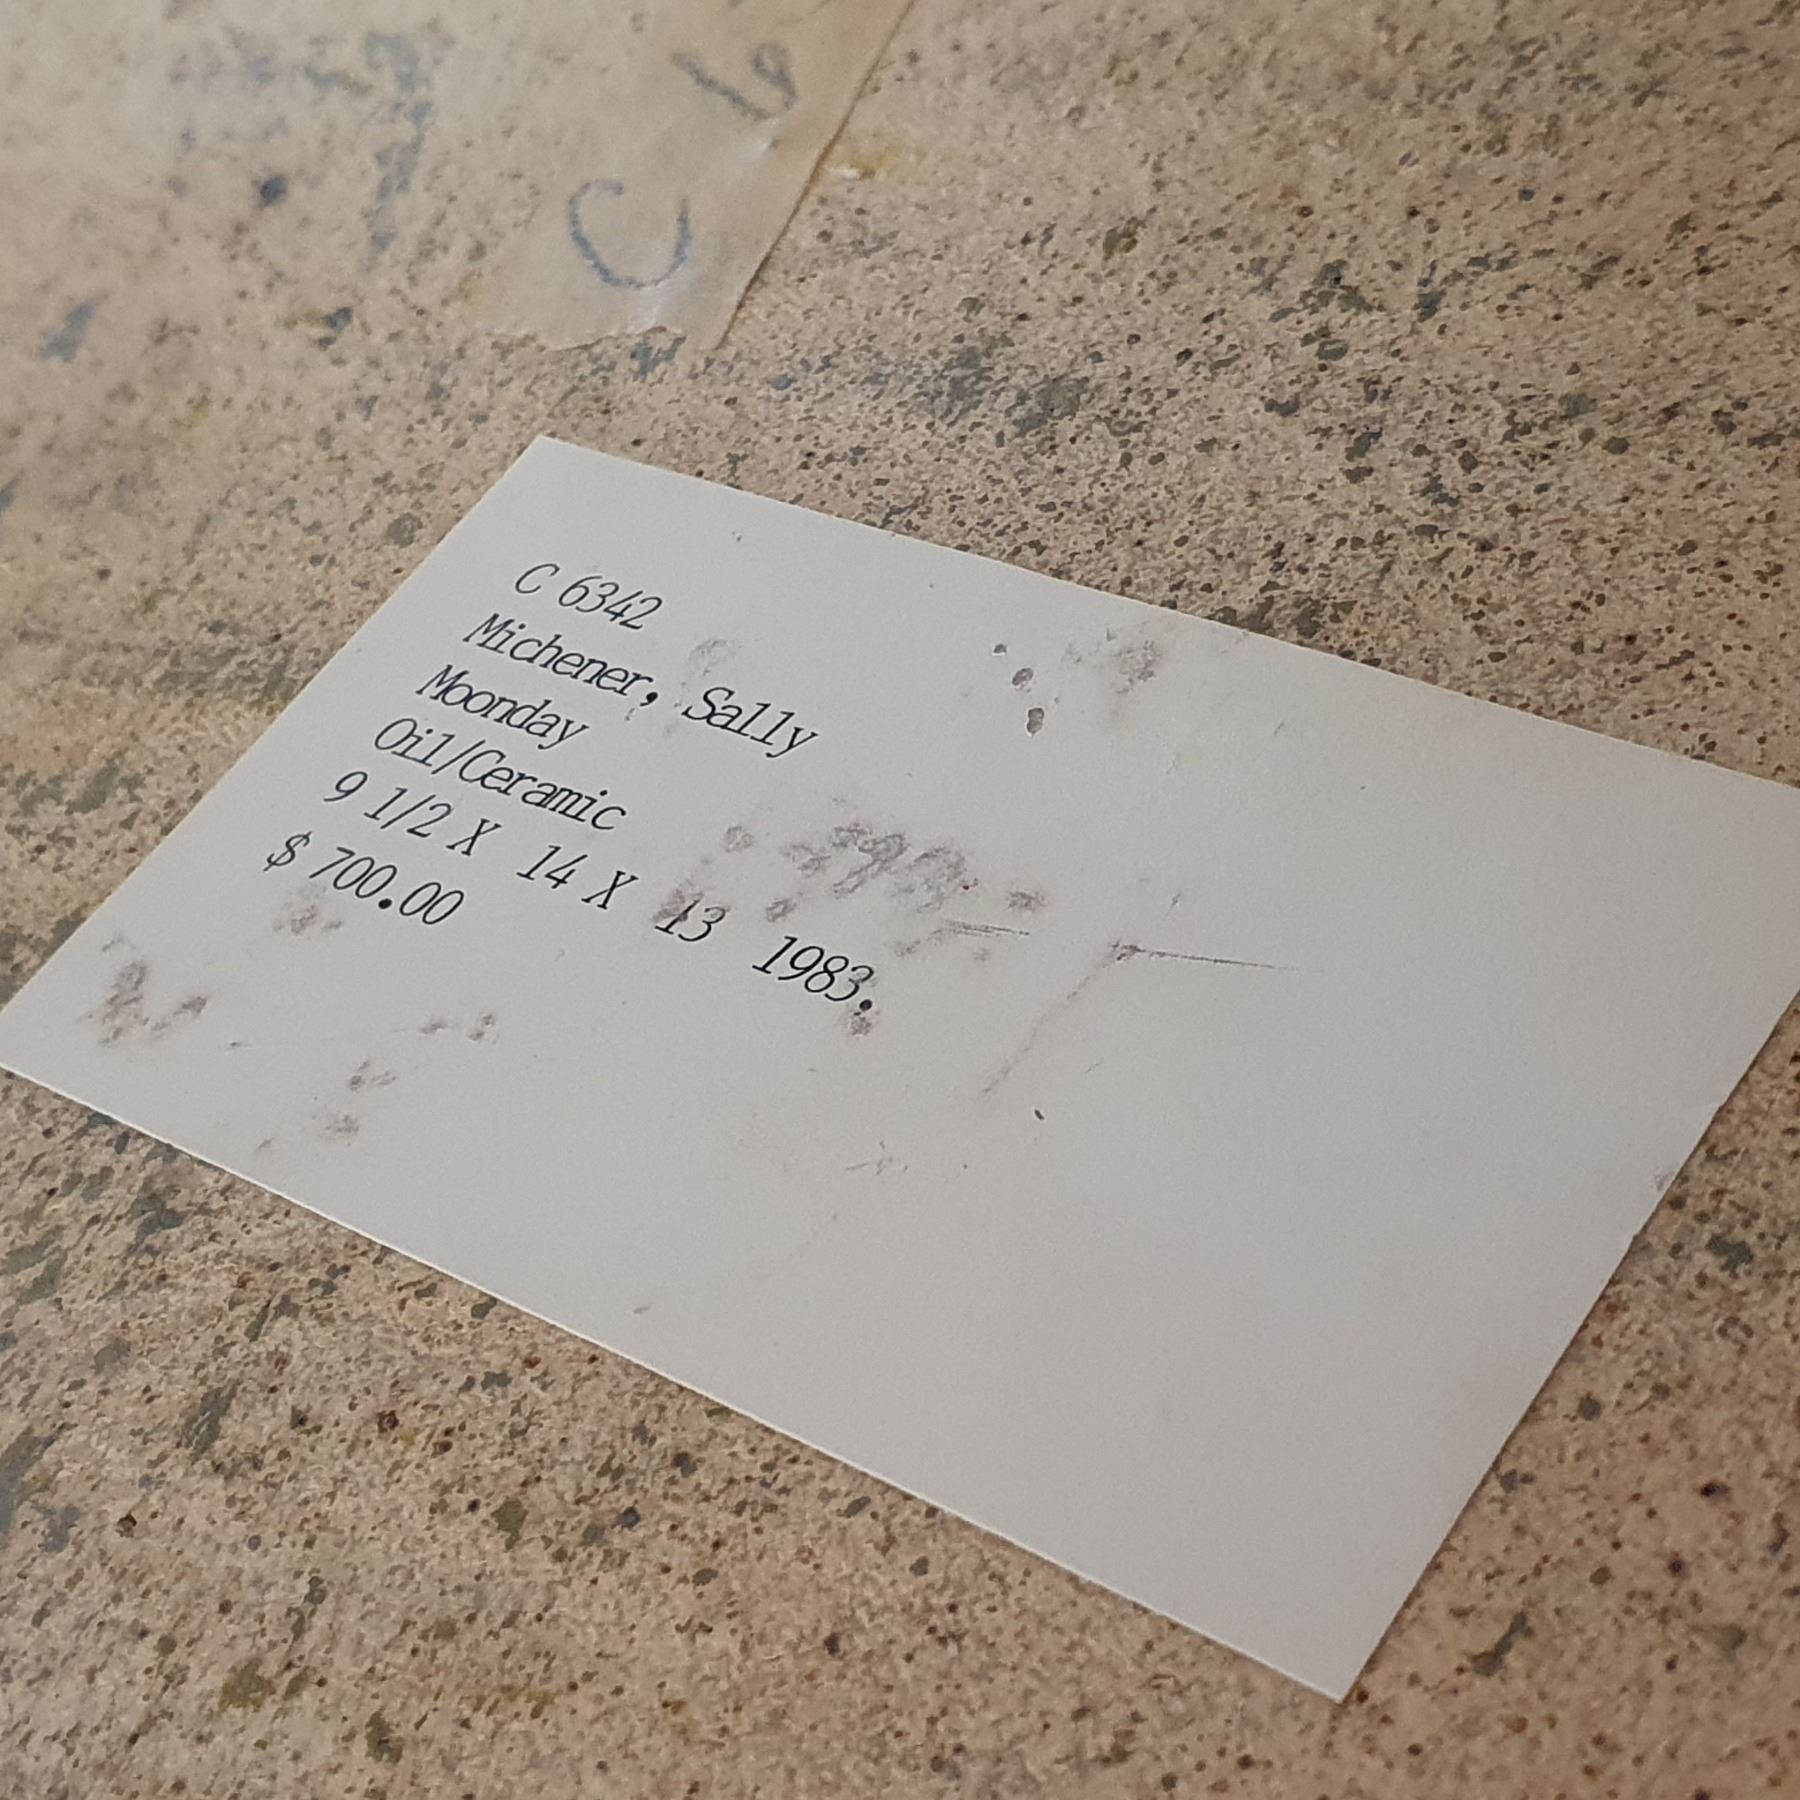 C 6342
Michener, Sally
Moonday
Oil/Ceramic
9 1/2 X 14 X 13 1983.
$ 700.00